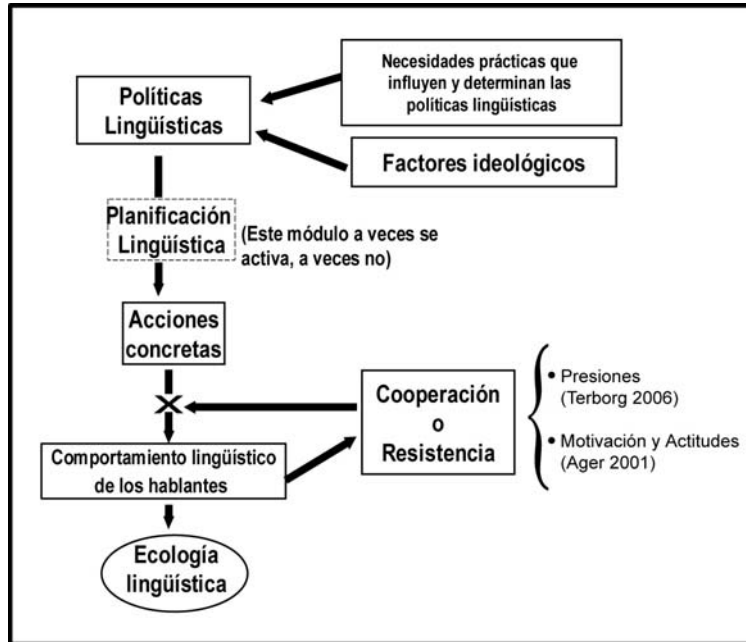 Necesidades prácticas que
influyen y determinan las
políticas lingüísticas
Políticas
Lingüísticas
Factores ideológicos
Planificación
Lingüística
(Este módulo a veces se
activa, a veces no)
Acciones
concretas
X
Cooperación
o
Resistencia
• Presiones
(Terborg 2006)
• Motivación y Actitudes
(Ager 2001)
Comportamiento lingüístico
de los hablantes
Ecología
lingüística